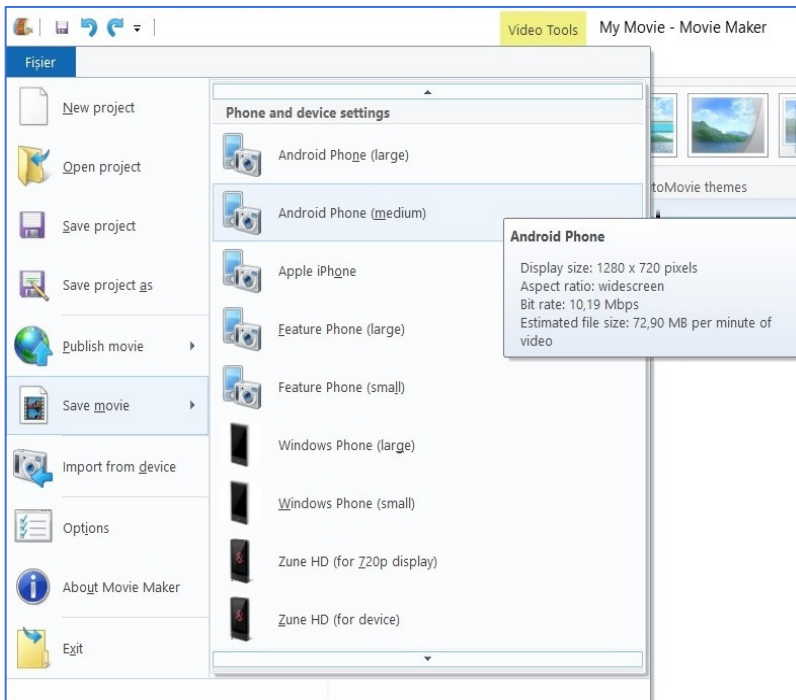 Video Tools
My Movie - Movie Maker
Fișier
New project
Open project
Save project
Save project as
Publish movie
Save movie
Import from device
Options
About Movie Maker
Exit
Phone and device settings
Android Phone (large)
Android Phone (medium)
Apple iPhone
Feature Phone (large)
Feature Phone (small)
Windows Phone (large)
Windows Phone (small)
Zune HD (for 720p display)
Zune HD (for device)
toMovie themes
Android Phone
Display size: 1280 x 720 pixels
Aspect ratio: widescreen
Bit rate: 10,19 Mbps
Estimated file size: 72,90 MB per minute of
video